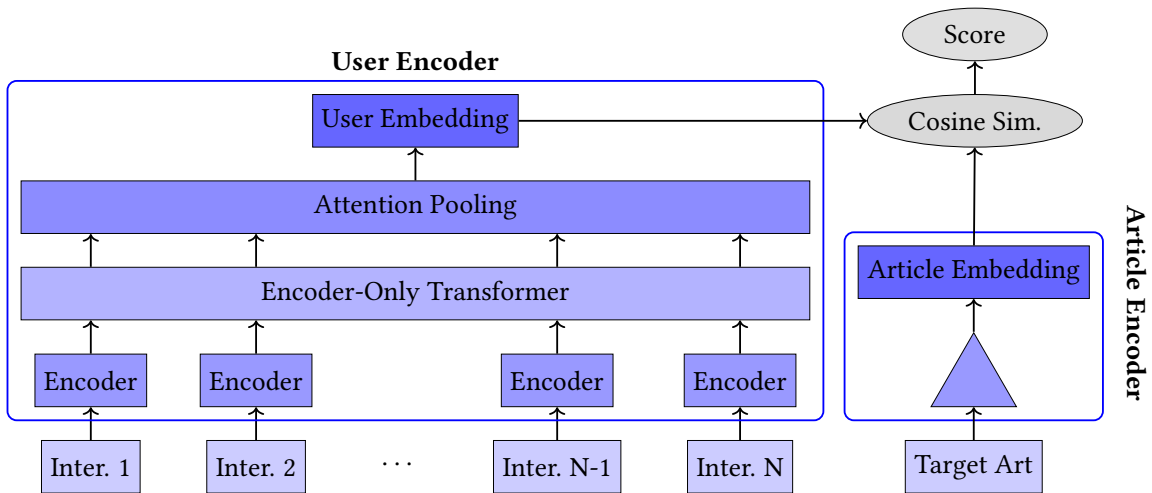 Score
User Encoder
User Embedding
Cosine Sim.
Attention Pooling
Article Encoder
Article Embedding
Encoder-Only Transformer
Encoder Encoder Encoder Encoder
Inter. 1 Inter. 2 ... Inter. N-1 Inter. N Target Art